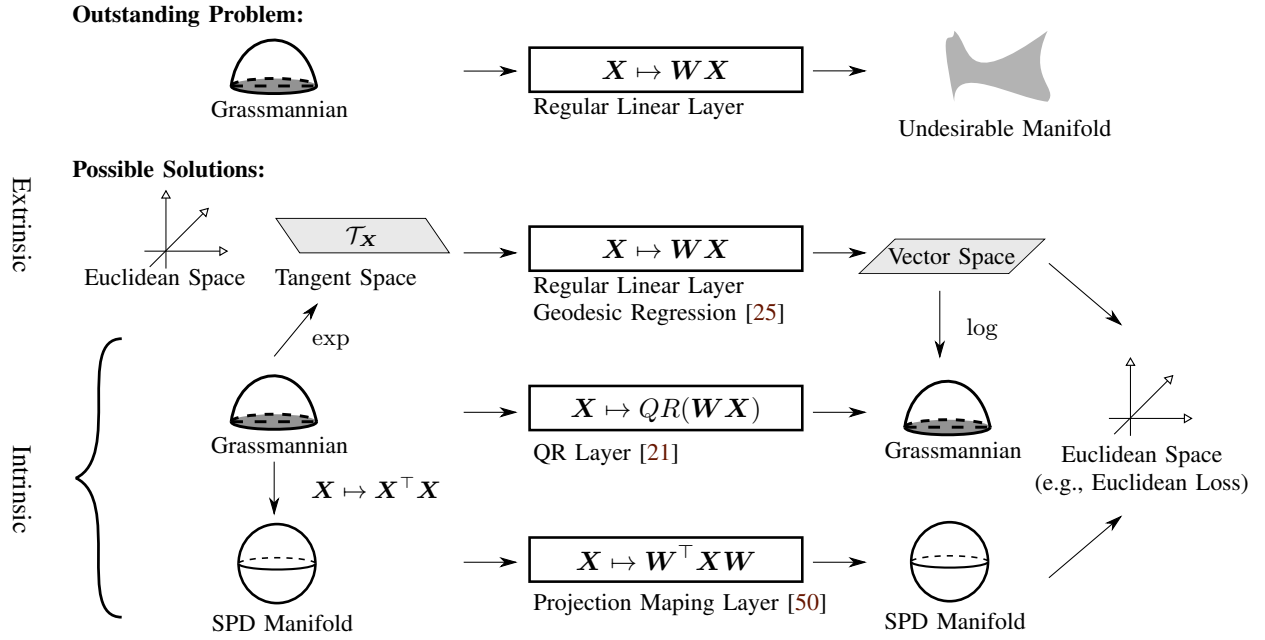 Outstanding Problem:
X ↦ WX
Grassmannian
Regular Linear Layer
Undesirable Manifold
Possible Solutions:
Extrinsic
𝒯_X
X ↦ WX
Vector Space
Euclidean Space
Tangent Space
Regular Linear Layer
Geodesic Regression [25]
exp
log
X ↦ QR(WX)
Grassmannian
QR Layer [21]
Grassmannian
Euclidean Space
(e.g., Euclidean Loss)
Intrinsic
X ↦ X^⊤X
X ↦ W^⊤XW
Projection Maping Layer [50]
SPD Manifold
SPD Manifold